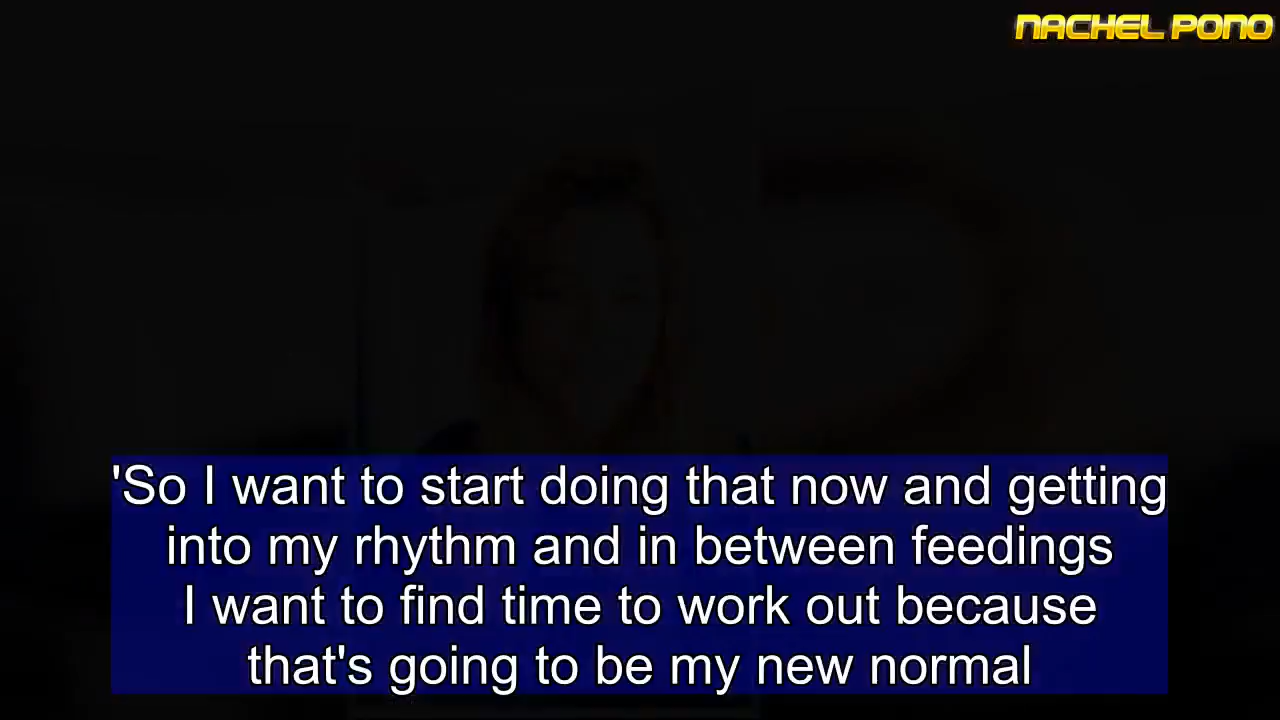 NACHEL PONO
'So I want to start doing that now and getting
into my rhythm and in between feedings
I want to find time to work out because
that's going to be my new normal